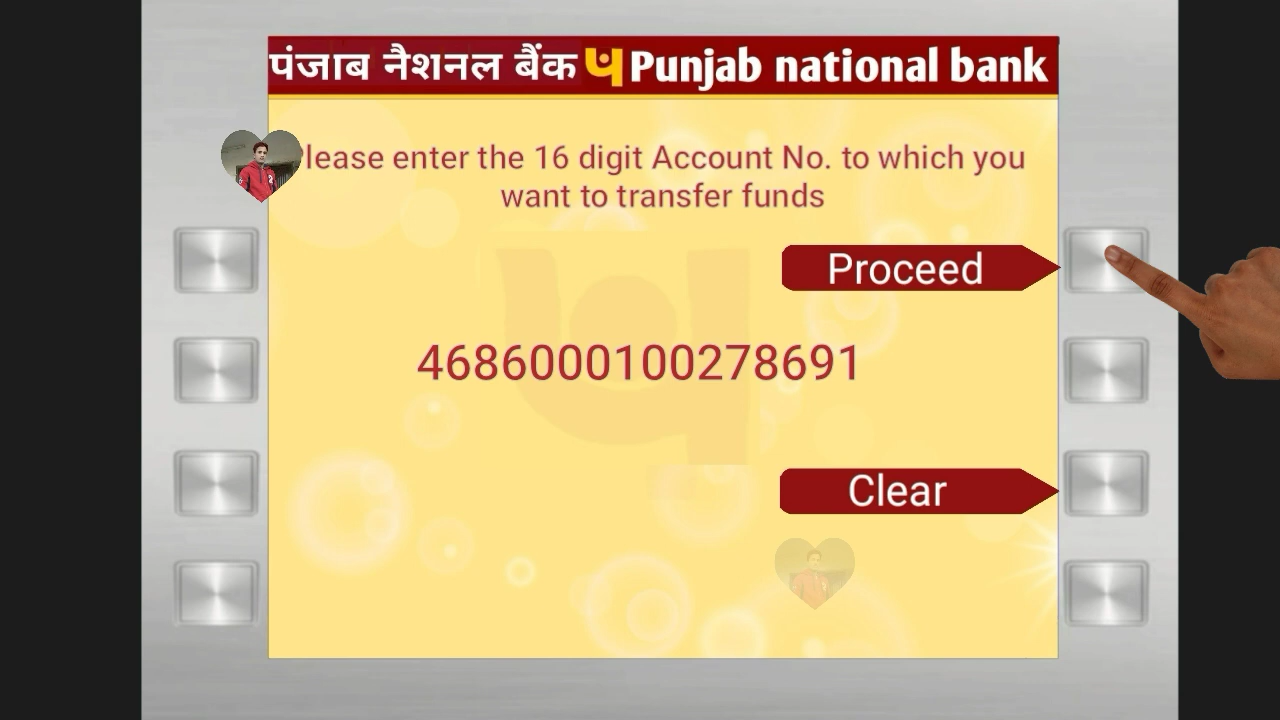 पंजाब नैशनल बैंक Punjab national bank
lease enter the 16 digit Account No. to which you
want to transfer funds
Proceed
4686000100278691
Clear